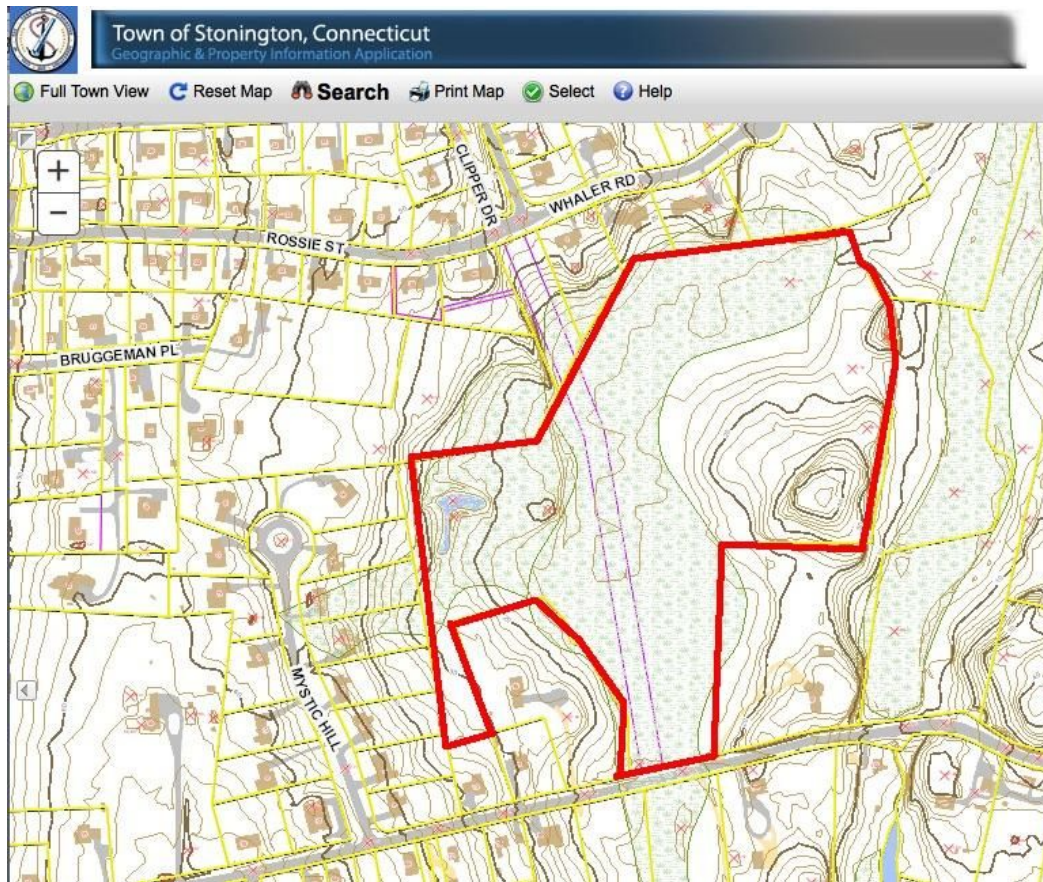 Town of Stonington, Connecticut
Geographic & Property Information Application
Full Town View Reset Map Search Print Map Select Help
+
−
CLIPPER DR
WHALER RD
ROSSIE ST
BRUGGEMAN PL
MYSTIC HILL